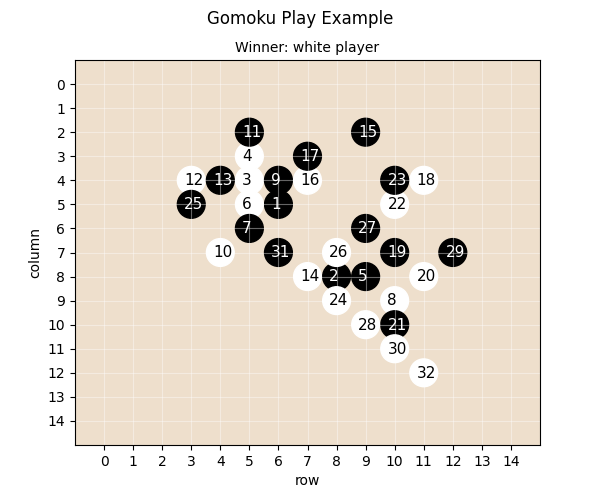 Gomoku Play Example
Winner: white player
0
1
2 11 15
3 4 17
4 12 13 3 9 16 23 18
5 25 6 1 22
6 7 27
7 10 31 26 19 29
8 14 2 5 20
9 24 8
10 28 21
11 30
12 32
13
14
column
0 1 2 3 4 5 6 7 8 9 10 11 12 13 14
row